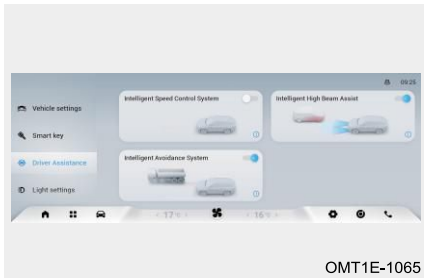 09:25
Vehicle settings
Intelligent Speed Control System
Intelligent High Beam Assist
Smart key
Driver Assistance
Intelligent Avoidance System
Light settings
17
16
OMT1E-1065